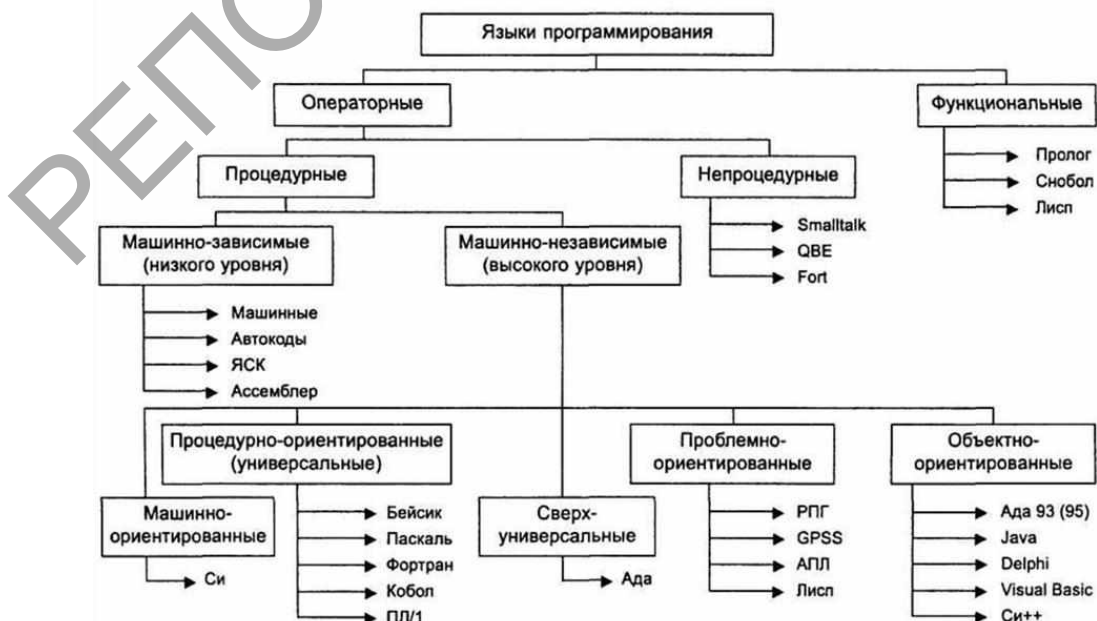 РЕПО
Языки программирования
Операторные
Функциональные
Пролог
Снобол
Лисп
Процедурные
Непроцедурные
Smalltalk
QBE
Fort
Машинно-зависимые
(низкого уровня)
Машинно-независимые
(высокого уровня)
Машинные
Автокоды
ЯСК
Ассемблер
Процедурно-ориентированные
(универсальные)
Проблемно-
ориентированные
Объектно-
ориентированные
Машинно-
ориентированные
Си
Бейсик
Паскаль
Фортран
Кобол
ПЛ/1
Сверх-
универсальные
Ада
РПГ
GPSS
АПЛ
Лисп
Ада 93 (95)
Java
Delphi
Visual Basic
Си++